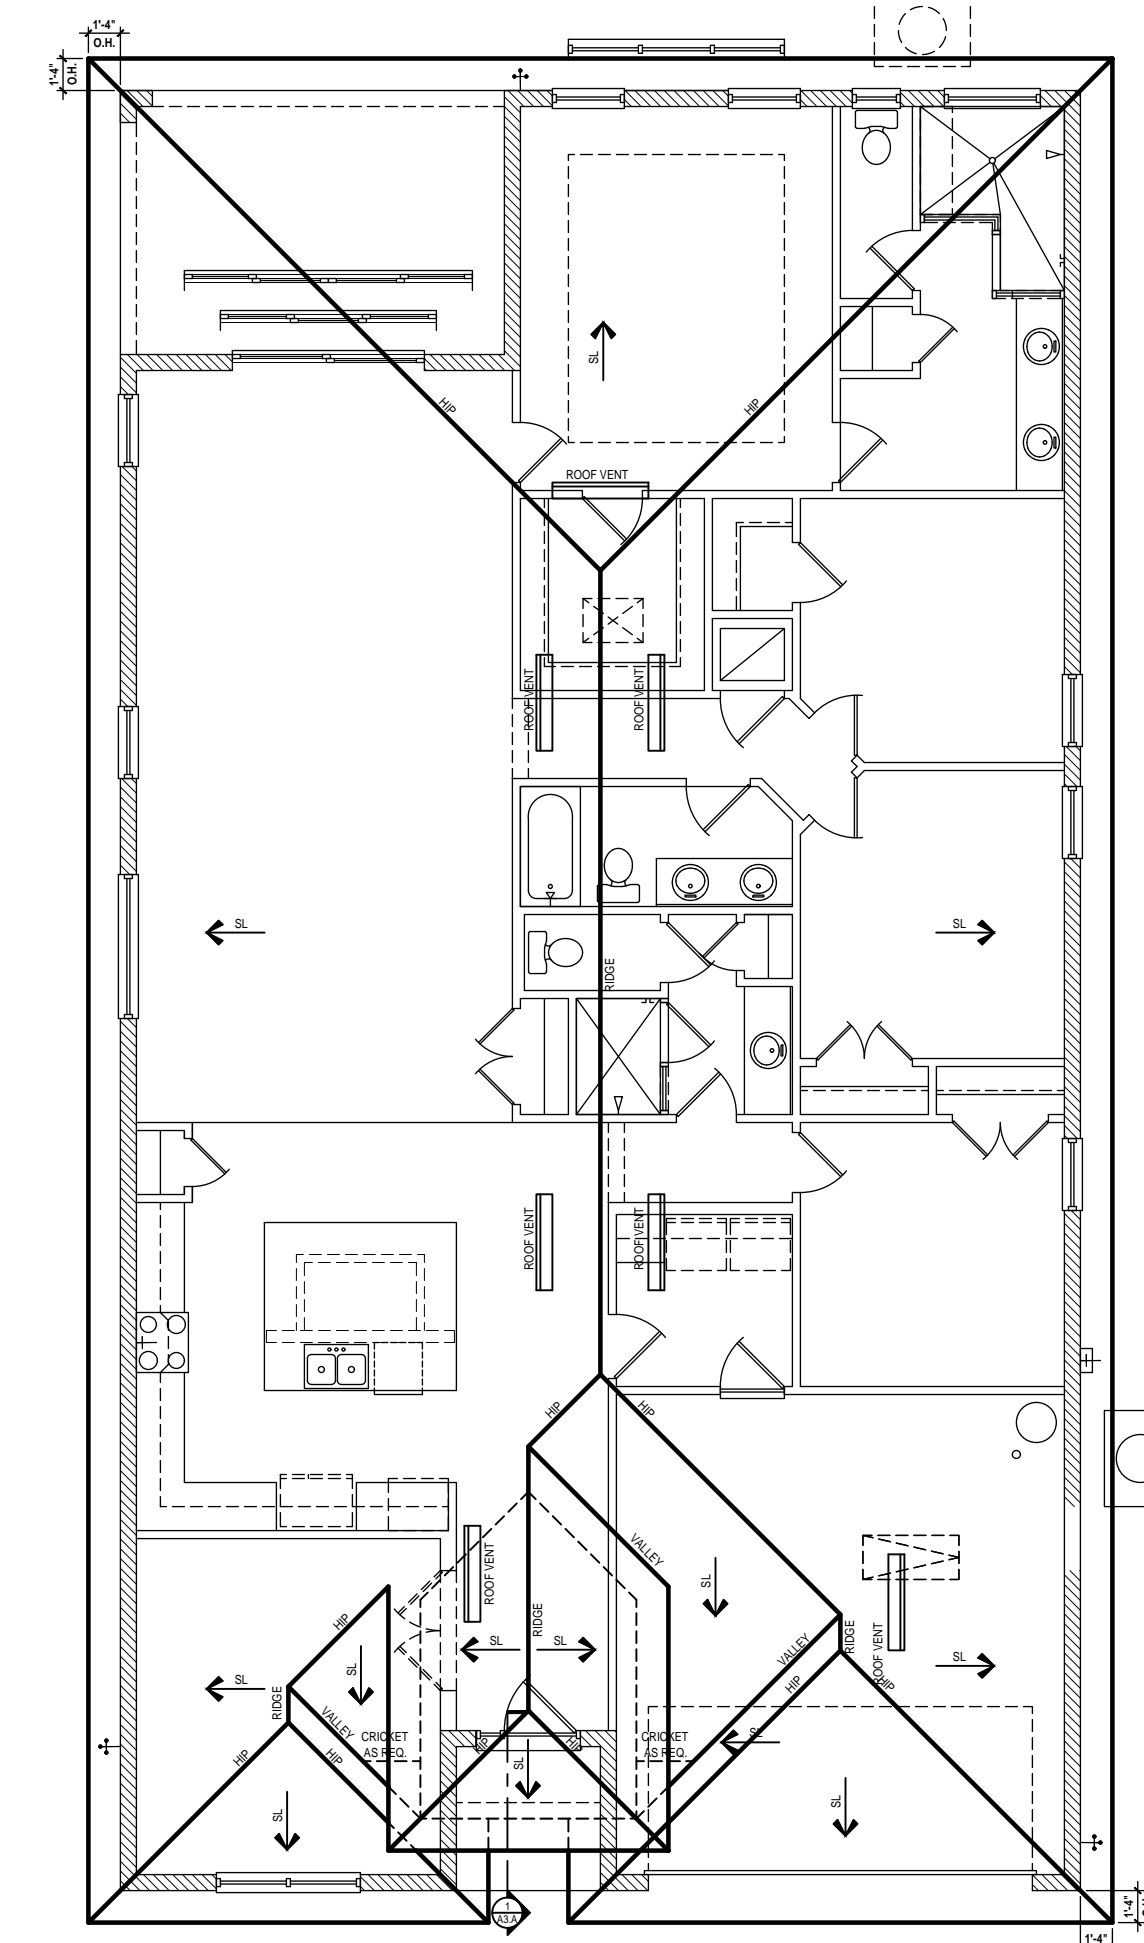 1'-4"
O.H.
1'-4"
O.H.
SL
HIP
HIP
ROOF VENT
ROOF VENT
ROOF VENT
SL
SL
RIDGE
ROOF VENT
ROOF VENT
HIP
HIP
ROOF VENT
VALLEY
SL
HIP
RIDGE
SL
SL
VALLEY
RIDGE
ROOF VENT
SL
SL
SL
RIDGE
HIP
HIP
VALLEY
CRICKET
AS REQ.
CRICKET
AS REQ.
SL
HIP
HIP
HIP
HIP
SL
SL
SL
1
A3.A
1'-4"
1'-4"